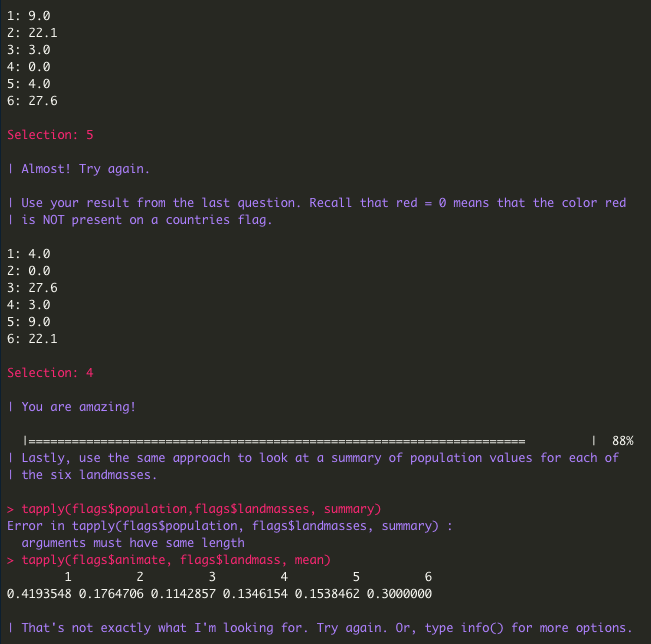 1: 9.0
2: 22.1
3: 3.0
4: 0.0
5: 4.0
6: 27.6
Selection: 5
| Almost! Try again.
| Use your result from the last question. Recall that red = 0 means that the color red
| is NOT present on a countries flag.
1: 4.0
2: 0.0
3: 27.6
4: 3.0
5: 9.0
6: 22.1
Selection: 4
| You are amazing!
|===================================================================== | 88%
| Lastly, use the same approach to look at a summary of population values for each of
| the six landmasses.
> tapply(flags$population,flags$landmasses, summary)
Error in tapply(flags$population, flags$landmasses, summary) :
arguments must have same length
> tapply(flags$animate, flags$landmass, mean)
1 2 3 4 5 6
0.4193548 0.1764706 0.1142857 0.1346154 0.1538462 0.3000000
| That's not exactly what I'm looking for. Try again. Or, type info() for more options.